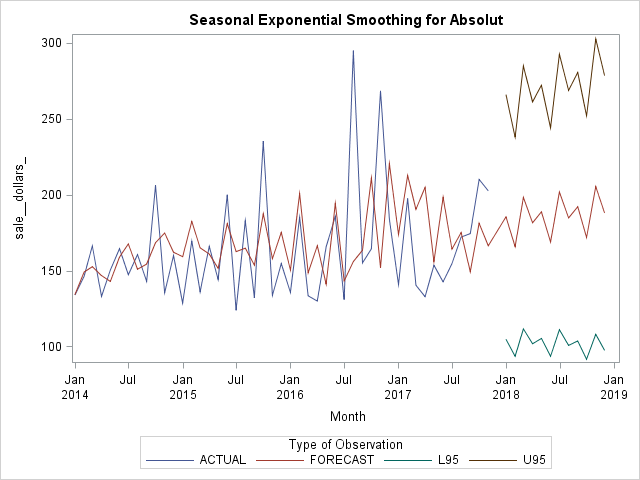 Seasonal Exponential Smoothing for Absolut
300
250
200
150
100
sale__dollars_
Jan Jul Jan Jul Jan Jul Jan Jul Jan Jul Jan
2014 2015 2016 2017 2018 2019
Month
Type of Observation
ACTUAL FORECAST L95 U95